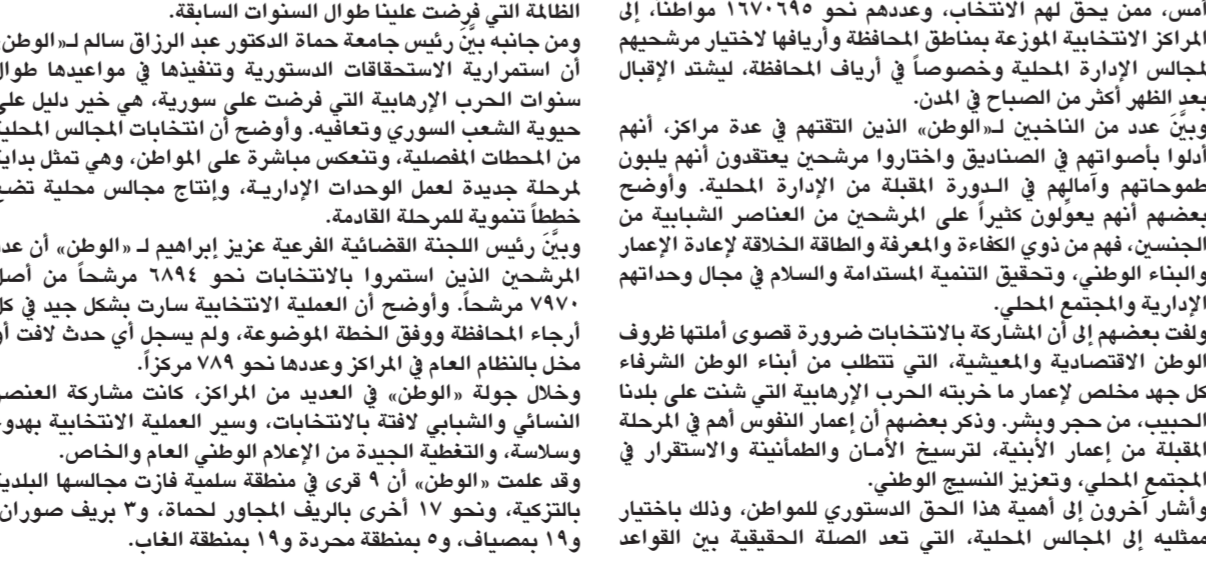 أمس، ممن يحق لهم الانتخاب، وعددهم نحو ١٦٧٠٦٩٥ مواطناً، إلى
المراكز الانتخابية الموزعة بمناطق المحافظة وأريافها لاختيار مرشحيهم
لمجالس الإدارة المحلية وخصوصاً في أرياف المحافظة، ليشتد الإقبال
بعد الظهر أكثر من الصباح في المدن.
وبيَّنَ عدد من الناخبين لـ«الوطن» الذين التقتهم في عدة مراكز، أنهم
أدلوا بأصواتهم في الصناديق واختاروا مرشحين يعتقدون أنهم يلبون
طموحاتهم وآمالهم في الـدورة المقبلة من الإدارة المحلية. وأوضح
بعضهم أنهم يعوِّلون كثيراً على المرشحين من العناصر الشبابية من
الجنسين، فهم من ذوي الكفاءة والمعرفة والطاقة الخلاقة لإعادة الإعمار
والبناء الوطني، وتحقيق التنمية المستدامة والسلام في مجال وحداتهم
الإدارية والمجتمع المحلي.
ولفت بعضهم إلى أن المشاركة بالانتخابات ضرورة قصوى أملتها ظروف
الوطن الاقتصادية والمعيشية، التي تتطلب من أبناء الوطن الشرفاء
كل جهد مخلص لإعمار ما خربته الحرب الإرهابية التي شنت على بلدنا
الحبيب، من حجر وبشر. وذكر بعضهم أن إعمار النفوس أهم في المرحلة
المقبلة من إعمار الأبنية، لترسيخ الأمـان والطمأنينة والاستقرار في
المجتمع المحلي، وتعزيز النسيج الوطني.
وأشار آخرون إلى أهمية هذا الحق الدستوري للمواطن، وذلك باختيار
ممثليه إلى المجالس المحلية، التي تعد الصلة الحقيقية بين القواعد
الظالمة التي فرضت علينا طوال السنوات السابقة.
ومن جانبه بيَّنَ رئيس جامعة حماة الدكتور عبد الرزاق سالم لـ«الوطن»
أن استمرارية الاستحقاقات الدستورية وتنفيذها في مواعيدها طوال
سنوات الحرب الإرهابية التي فرضت على سورية، هي خير دليل على
حيوية الشعب السوري وتعافيه. وأوضح أن انتخابات المجالس المحلية
من المحطات المفصلية، وتنعكس مباشرة على المواطن، وهي تمثل بداية
لمرحلة جديدة لعمل الوحدات الإداريـة، وإنتاج مجالس محلية تضع
خططاً تنموية للمرحلة القادمة.
وبيَّنَ رئيس اللجنة القضائية الفرعية عزيز إبراهيم لـ «الوطن» أن عدد
المرشحين الذين استمروا بالانتخابات نحو ٦٨٩٤ مرشحاً من أصل
٧٩٧٠ مرشحاً. وأوضح أن العملية الانتخابية سارت بشكل جيد في كل
أرجاء المحافظة ووفق الخطة الموضوعة، ولم يسجل أي حدث لافت أو
مخل بالنظام العام في المراكز وعددها نحو ٧٨٩ مركزاً.
وخلال جولة «الوطن» في العديد من المراكز، كانت مشاركة العنصر
النسائي والشبابي لافتة بالانتخابات، وسير العملية الانتخابية بهدوء
وسلاسة، والتغطية الجيدة من الإعلام الوطني العام والخاص.
وقد علمت «الوطن» أن ٩ قرى في منطقة سلمية فازت مجالسها البلدية
بالتزكية، ونحو ١٧ أخرى بالريف المجاور لحماة، و٣ بريف صوران
و١٩ بمصياف، و٥ بمنطقة محردة و١٩ بمنطقة الغاب.